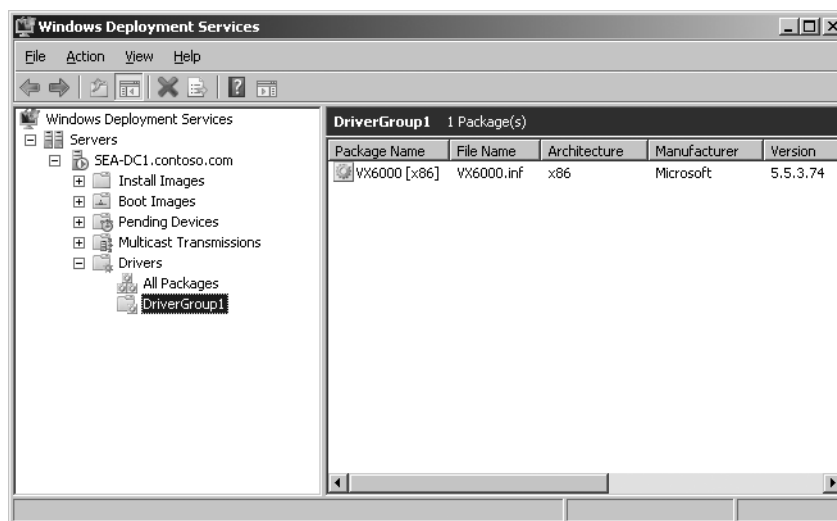 Windows Deployment Services
File Action View Help
Windows Deployment Services
Servers
SEA-DC1.contoso.com
Install Images
Boot Images
Pending Devices
Multicast Transmissions
Drivers
All Packages
DriverGroup1
DriverGroup1 1 Package(s)
Package Name File Name Architecture Manufacturer Version
VX6000 [x86] VX6000.inf x86 Microsoft 5.5.3.74